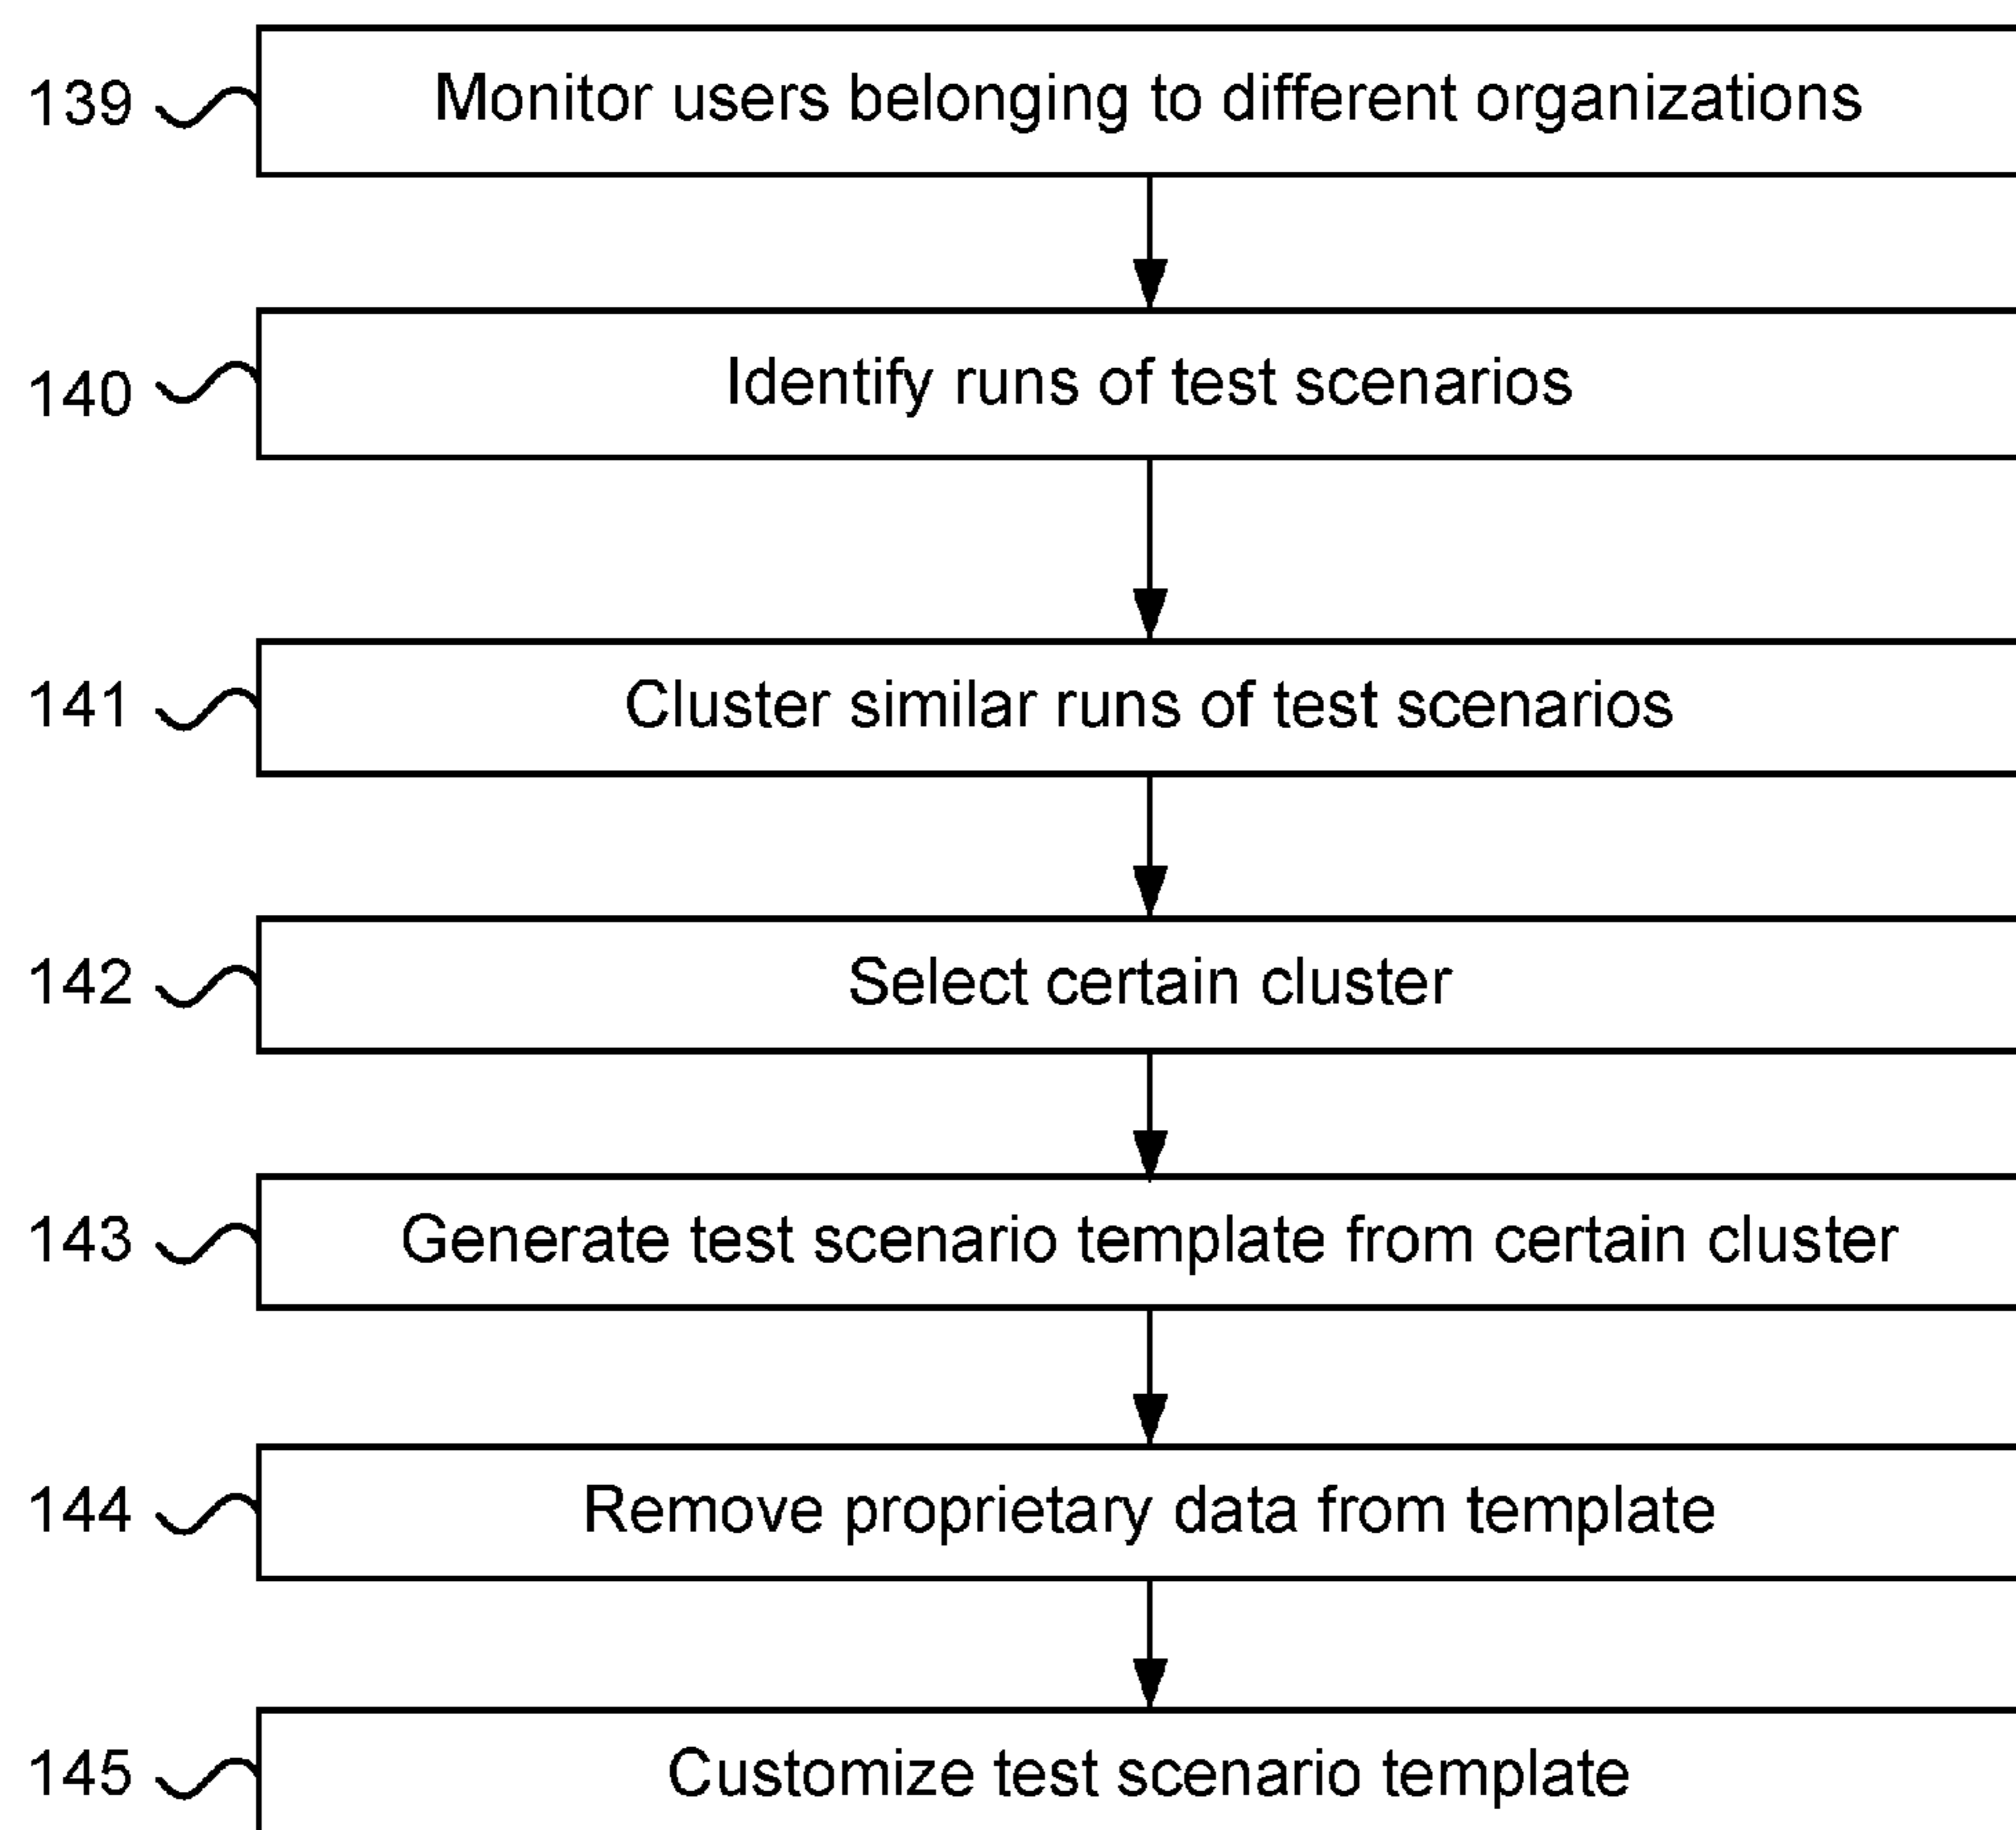 139 Monitor users belonging to different organizations
140 Identify runs of test scenarios
141 Cluster similar runs of test scenarios
142 Select certain cluster
143 Generate test scenario template from certain cluster
144 Remove proprietary data from template
145 Customize test scenario template